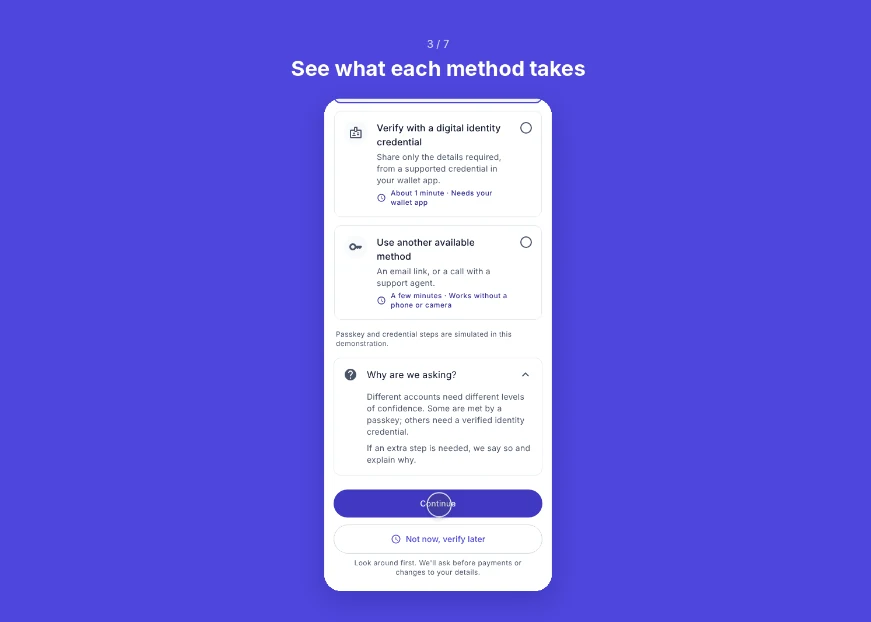 3 / 7
See what each method takes
Verify with a digital identity
credential
Share only the details required,
from a supported credential in
your wallet app.
About 1 minute · Needs your
wallet app
Use another available
method
An email link, or a call with a
support agent.
A few minutes · Works without a
phone or camera
Passkey and credential steps are simulated in this
demonstration.
Why are we asking?
Different accounts need different levels
of confidence. Some are met by a
passkey; others need a verified identity
credential.
If an extra step is needed, we say so and
explain why.
Continue
Not now, verify later
Look around first. We'll ask before payments or
changes to your details.